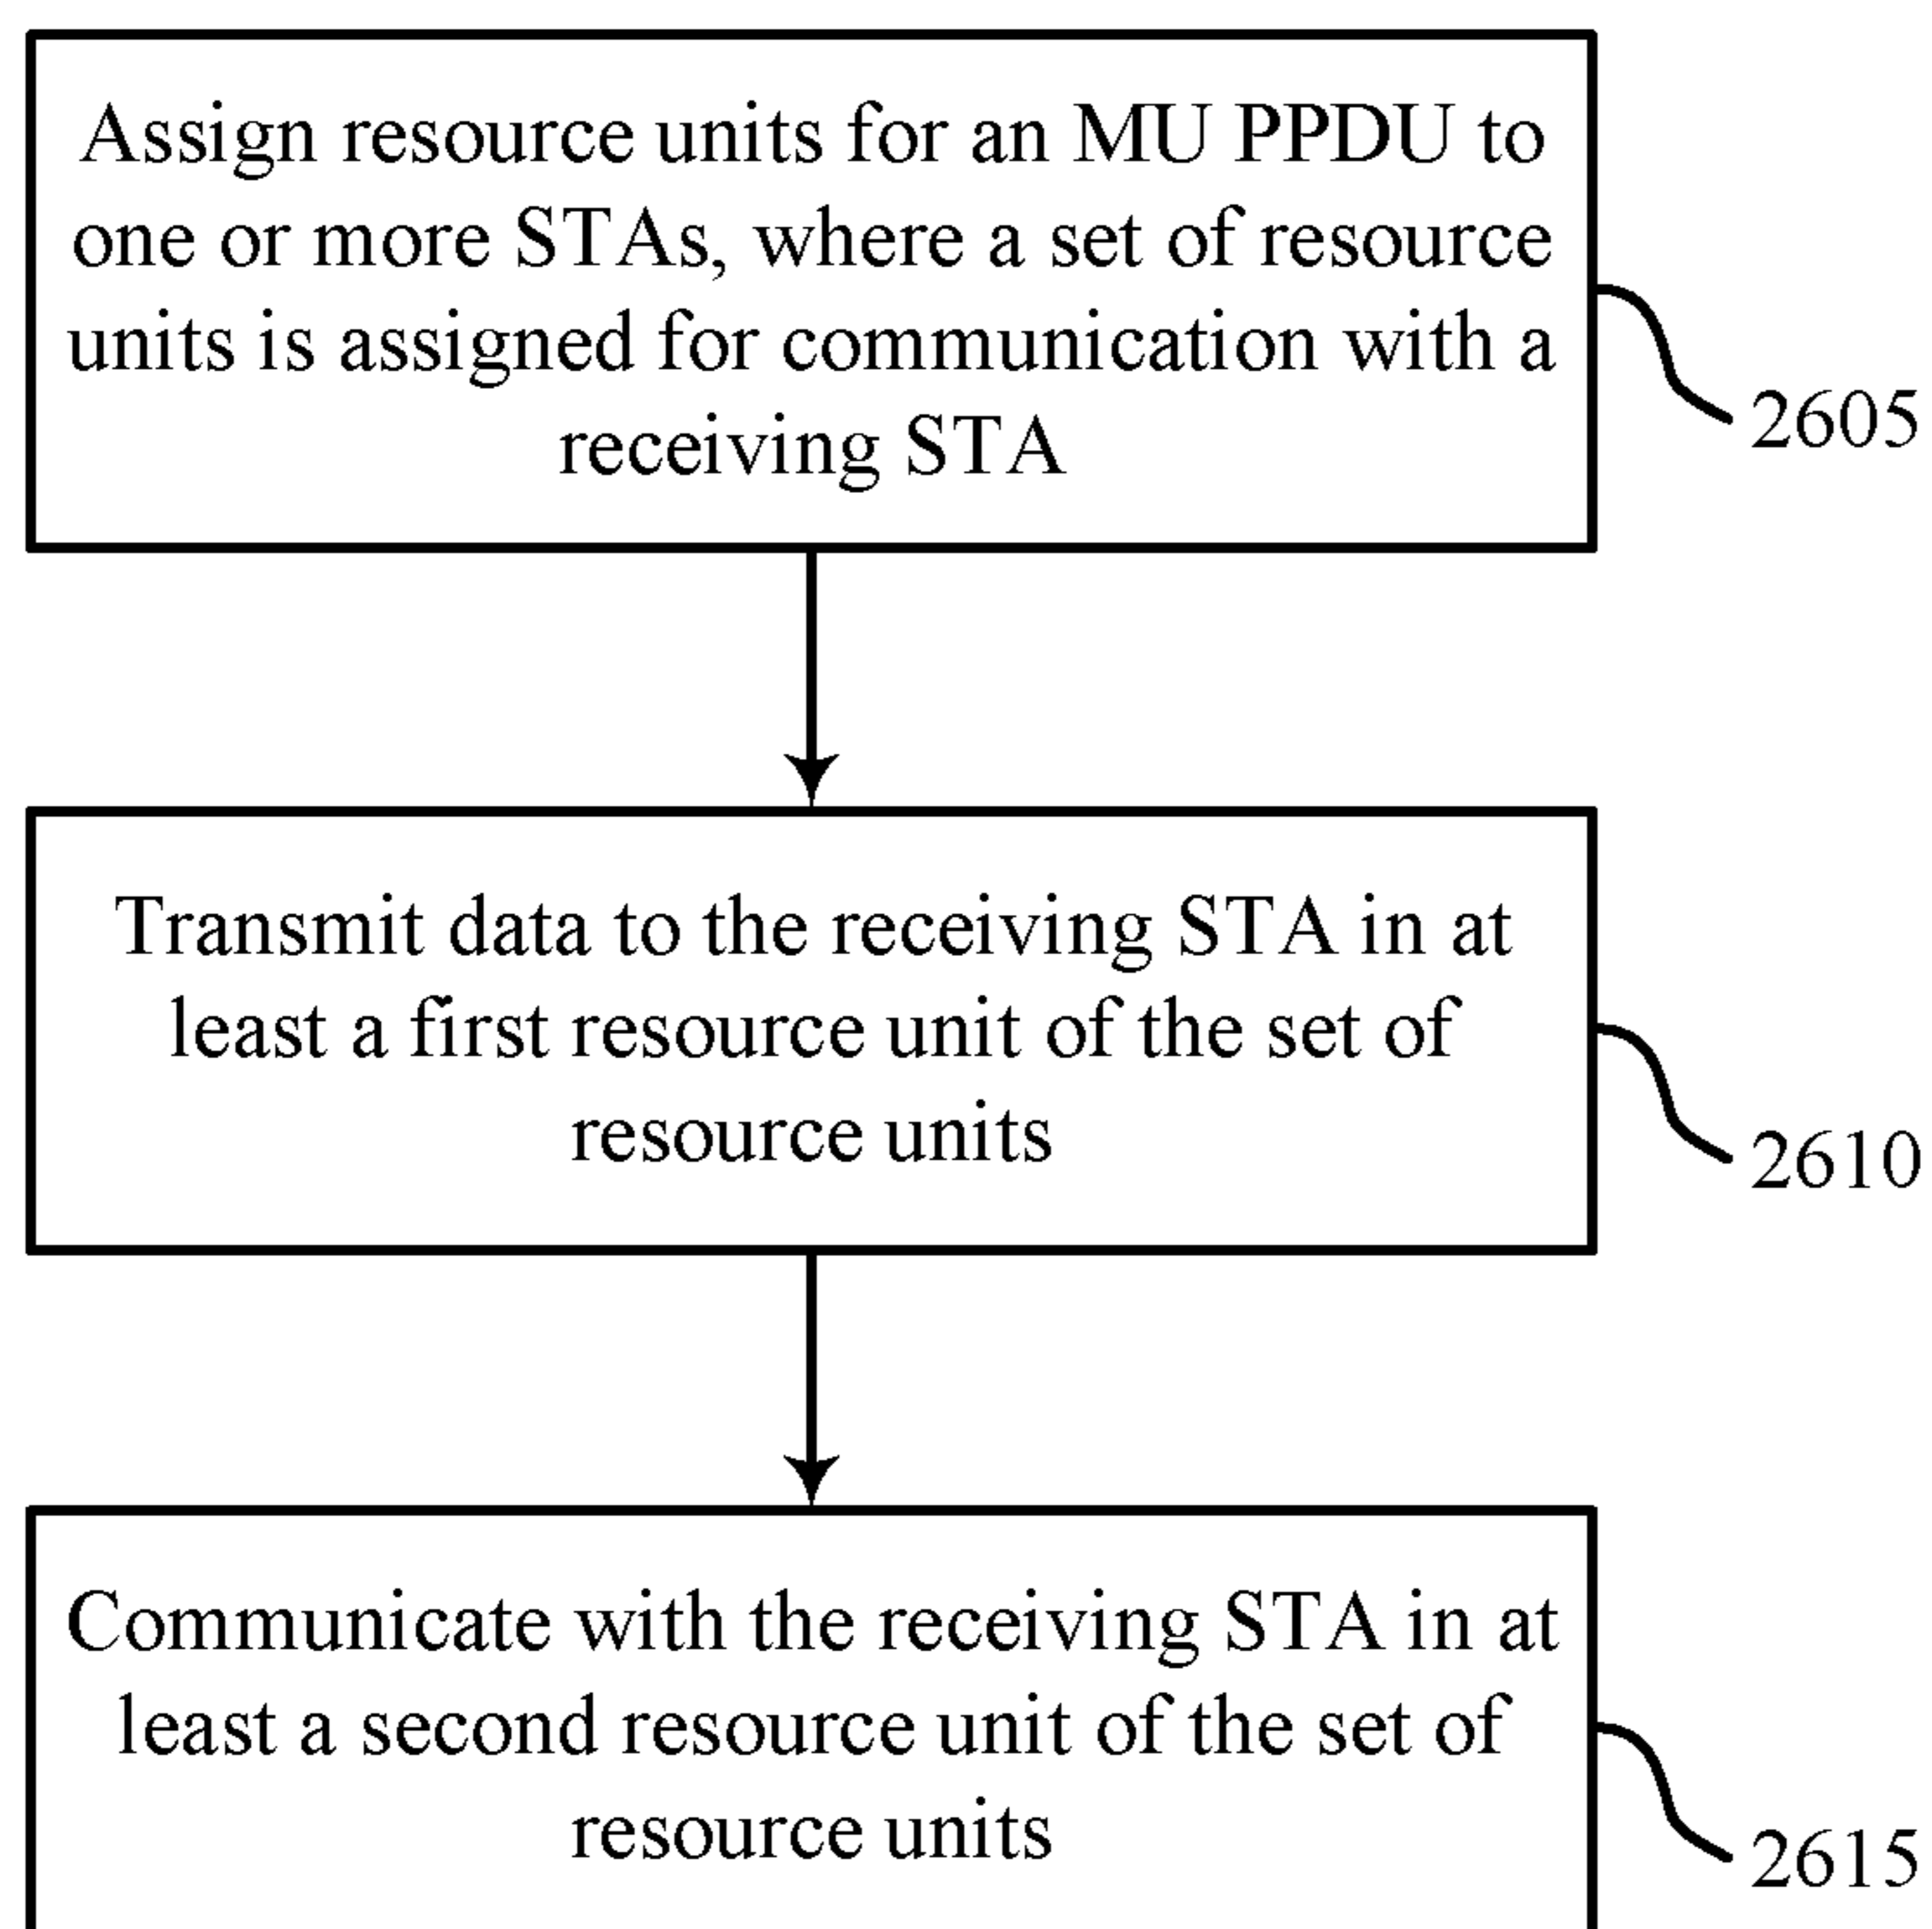 Assign resource units for an MU PPDU to
one or more STAs, where a set of resource
units is assigned for communication with a
receiving STA
2605
Transmit data to the receiving STA in at
least a first resource unit of the set of
resource units
2610
Communicate with the receiving STA in at
least a second resource unit of the set of
resource units
2615